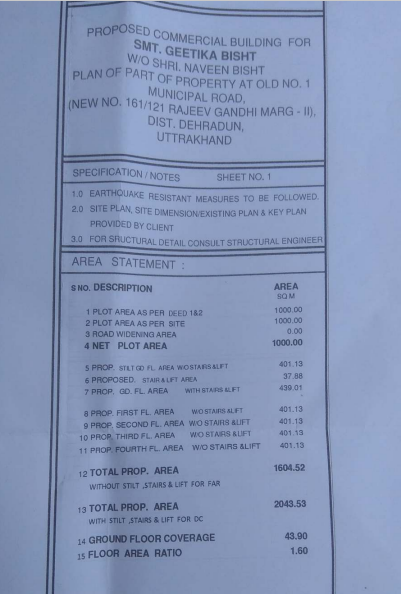 PROPOSED COMMERCIAL BUILDING FOR
SMT. GEETIKA BISHT
W/O SHRI. NAVEEN BISHT
PLAN OF PART OF PROPERTY AT OLD NO. 1
MUNICIPAL ROAD,
(NEW NO. 161/121 RAJEEV GANDHI MARG - II),
DIST. DEHRADUN,
UTTRAKHAND
SPECIFICATION / NOTES SHEET NO. 1
1.0 EARTHQUAKE RESISTANT MEASURES TO BE FOLLOWED.
2.0 SITE PLAN, SITE DIMENSION/EXISTING PLAN & KEY PLAN
PROVIDED BY CLIENT
3.0 FOR SRUCTURAL DETAIL CONSULT STRUCTURAL ENGINEER
AREA STATEMENT :
S NO. DESCRIPTION AREA
SQ M
1 PLOT AREA AS PER DEED 1&2 1000.00
2 PLOT AREA AS PER SITE 1000.00
3 ROAD WIDENING AREA 0.00
4 NET PLOT AREA 1000.00
5 PROP. STILT GD. FL. AREA W/O STAIRS &LIFT 401.13
6 PROPOSED. STAIR & LIFT AREA 37.88
7 PROP. GD. FL. AREA WITH STAIRS &LIFT 439.01
8 PROP. FIRST FL. AREA W/O STAIRS &LIFT 401.13
9 PROP. SECOND FL. AREA W/O STAIRS &LIFT 401.13
10 PROP. THIRD FL. AREA W/O STAIRS &LIFT 401.13
11 PROP. FOURTH FL. AREA W/O STAIRS &LIFT 401.13
12 TOTAL PROP. AREA 1604.52
WITHOUT STILT ,STAIRS & LIFT FOR FAR
13 TOTAL PROP. AREA 2043.53
WITH STILT ,STAIRS & LIFT FOR DC
14 GROUND FLOOR COVERAGE 43.90
15 FLOOR AREA RATIO 1.60